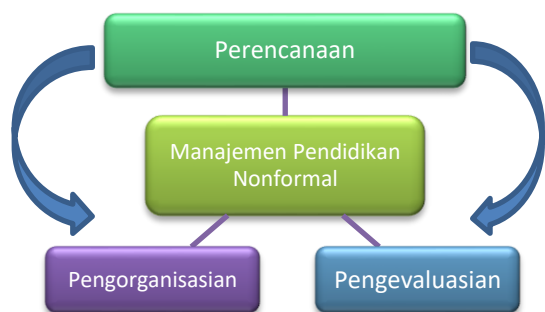 Perencanaan
Manajemen Pendidikan
Nonformal
Pengorganisasian
Pengevaluasian